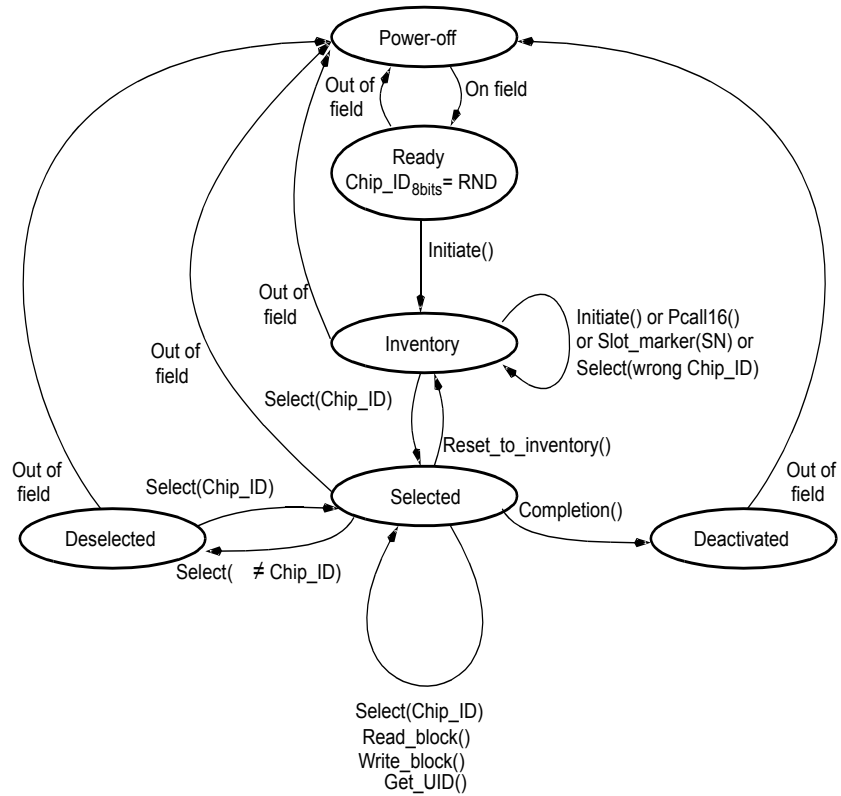 Power-off
Out of
field
On field
Ready
Chip_ID8bits= RND
Initiate()
Out of
field
Initiate() or Pcall16()
or Slot_marker(SN) or
Select(wrong Chip_ID)
Inventory
Out of
field
Select(Chip_ID)
Reset_to_inventory()
Out of
field
Select(Chip_ID)
Selected
Completion()
Out of
field
Deselected
Deactivated
Select( ≠ Chip_ID)
Select(Chip_ID)
Read_block()
Write_block()
Get_UID()